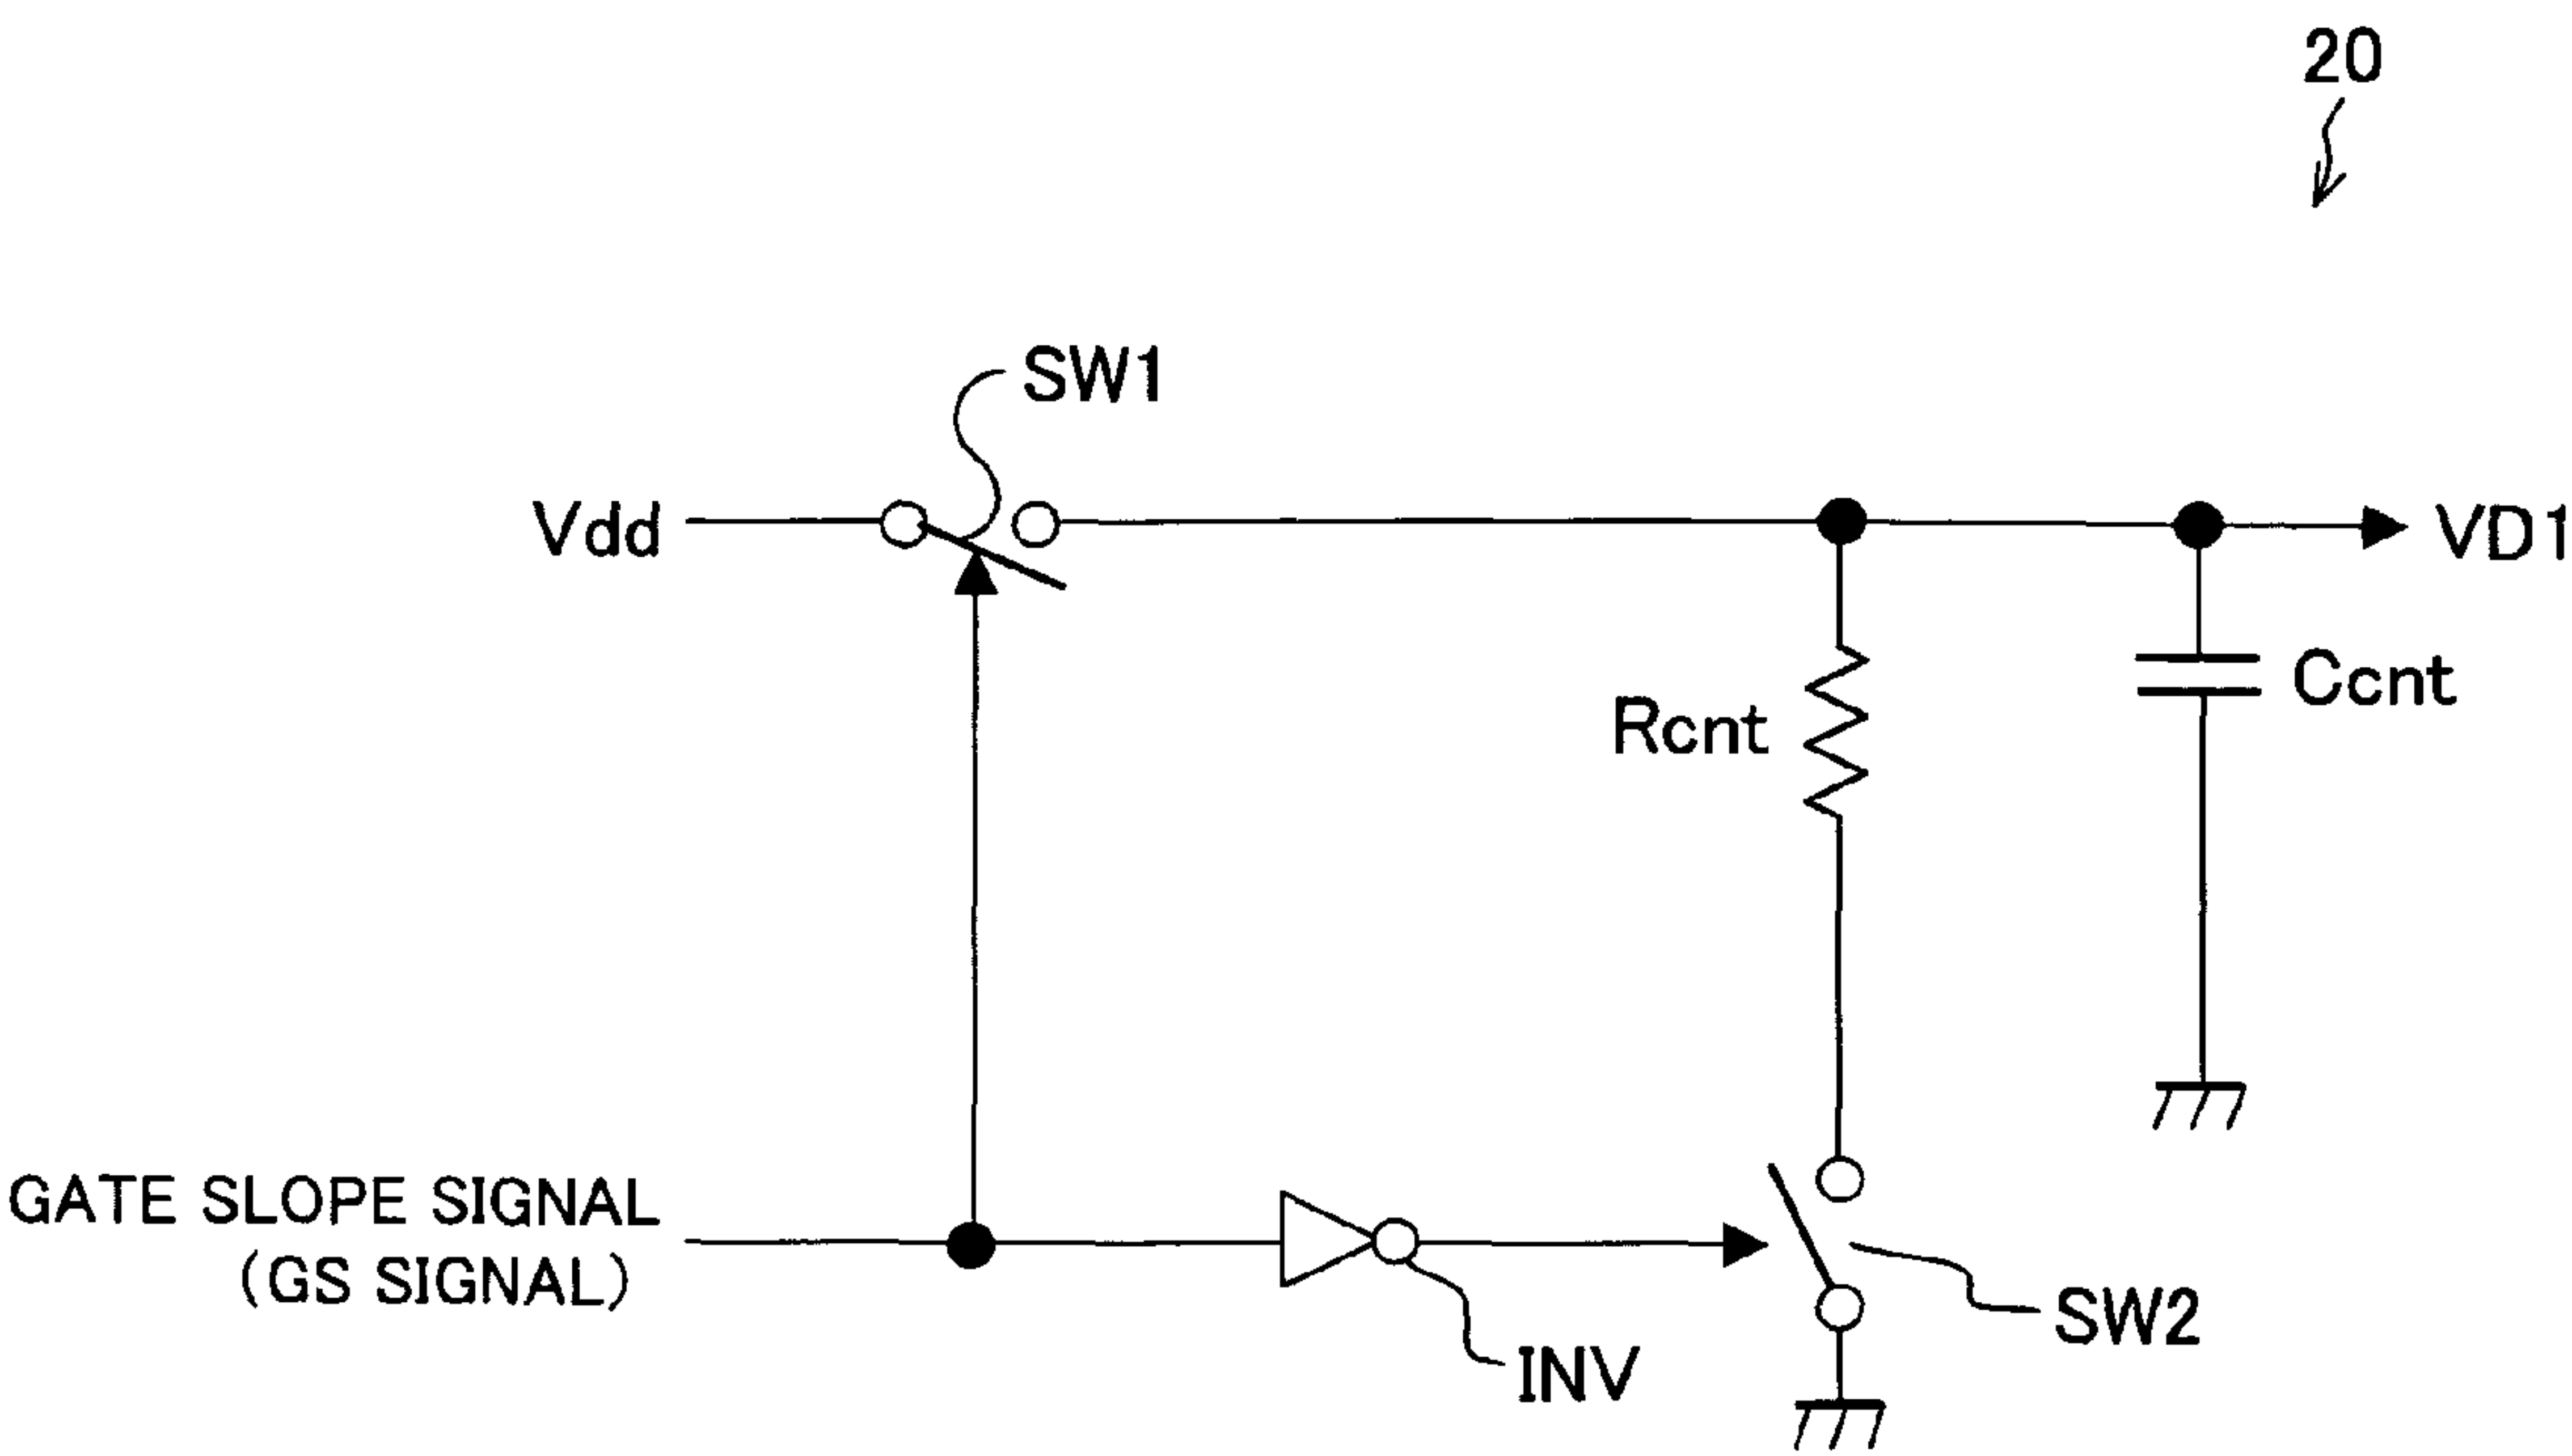 20
SW1
Vdd
VD1
Ccnt
Rcnt
GATE SLOPE SIGNAL
(GS SIGNAL)
SW2
INV